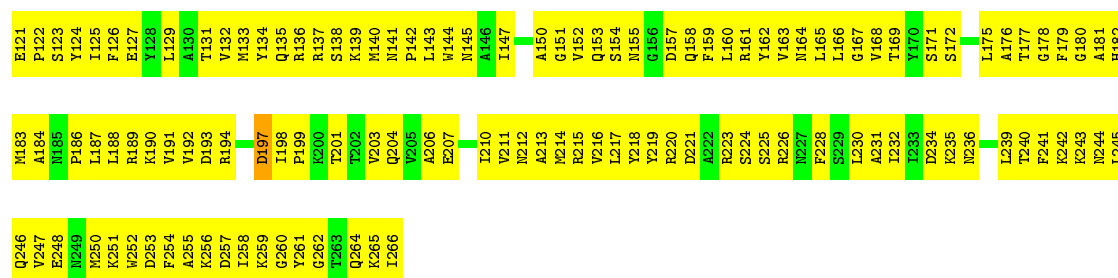 E121 P122 S123 Y124 I125 F126 E127 Y128 L129 A130 T131 V132 M133 Y134 Q135 R136 R137 S138 K139 M140 N141 P142 L143 W144 N145 A146 I147 A150 G151 V152 Q153 S154 N155 G156 D157 Q158 F159 L160 R161 Y162 V163 N164 L165 L166 G167 V168 T169 Y170 S171 S172 L175 A176 T177 G178 F179 G180 A181 H182
M183 A184 N185 P186 L187 L188 R189 K190 V191 V192 D193 R194 D197 I198 P199 K200 T201 T202 V203 Q204 V205 A206 E207 I210 V211 N212 A213 M214 R215 V216 L217 Y218 Y219 R220 D221 A222 R223 S224 S225 R226 N227 F228 S229 L230 A231 I232 I233 D234 K235 N236 L239 T240 F241 K242 K243 N244 L245
Q246 V247 E248 N249 M250 K251 W252 D253 F254 A255 K256 D257 I258 K259 G260 Y261 G262 T263 Q264 K265 I266